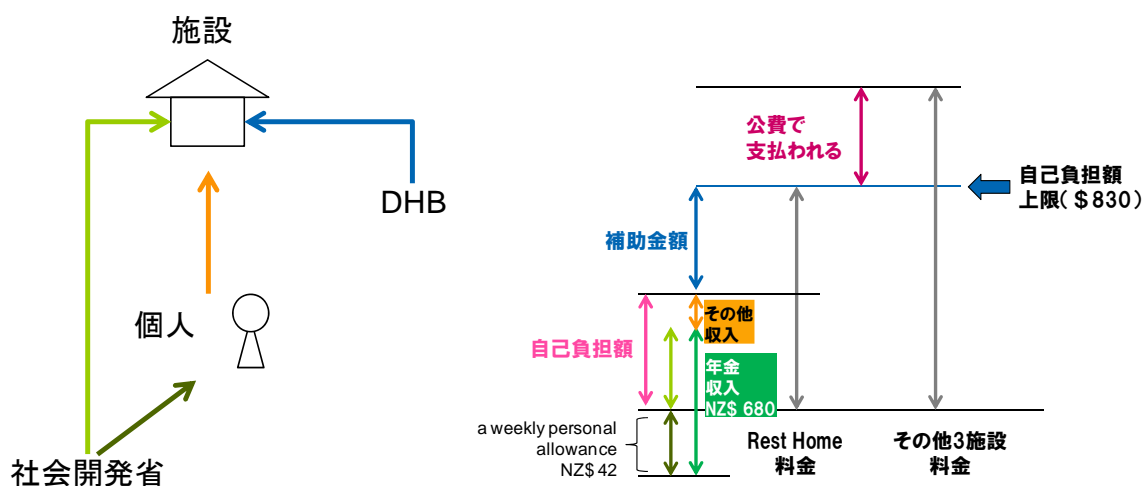 施設
DHB
個人
社会開発省
公費で
支払われる
自己負担額
上限(＄830)
補助金額
その他
収入
自己負担額
年金
収入
NZ$ 680
a weekly personal
allowance
NZ$ 42
Rest Home
料金
その他3施設
料金